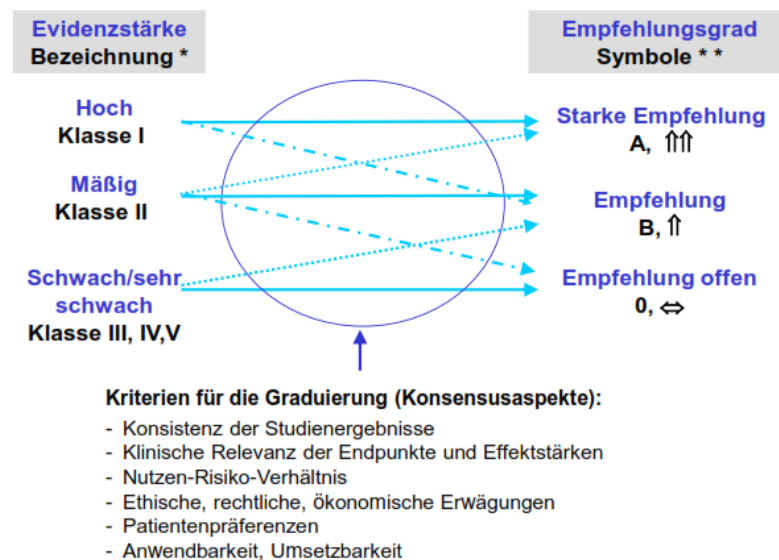 Evidenzstärke
Bezeichnung *
Empfehlungsgrad
Symbole * *
Hoch
Klasse I
Starke Empfehlung
A, ⇑⇑
Mäßig
Klasse II
Empfehlung
B, ⇑
Schwach/sehr
schwach
Klasse III, IV,V
Empfehlung offen
0, ⇔
Kriterien für die Graduierung (Konsensusaspekte):
- Konsistenz der Studienergebnisse
- Klinische Relevanz der Endpunkte und Effektstärken
- Nutzen-Risiko-Verhältnis
- Ethische, rechtliche, ökonomische Erwägungen
- Patientenpräferenzen
- Anwendbarkeit, Umsetzbarkeit